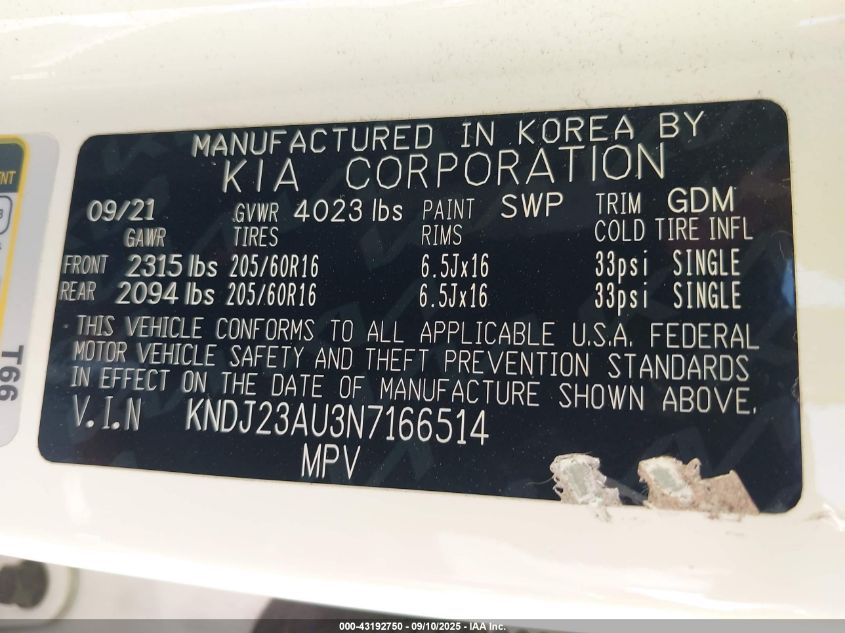 MANUFACTURED IN KOREA BY
KIA CORPORATION
09/21 GVWR 4023 lbs PAINT SWP TRIM GDM
GAWR TIRES RIMS COLD TIRE INFL
FRONT 2315 lbs 205/60R16 6.5Jx16 33psi SINGLE
REAR 2094 lbs 205/60R16 6.5Jx16 33psi SINGLE
THIS VEHICLE CONFORMS TO ALL APPLICABLE U.S.A. FEDERAL
MOTOR VEHICLE SAFETY AND THEFT PREVENTION STANDARDS
IN EFFECT ON THE DATE OF MANUFACTURE SHOWN ABOVE.
V.I.N KNDJ23AU3N7166514
MPV
T66
000-43192750 - 09/10/2025 - IAA Inc.